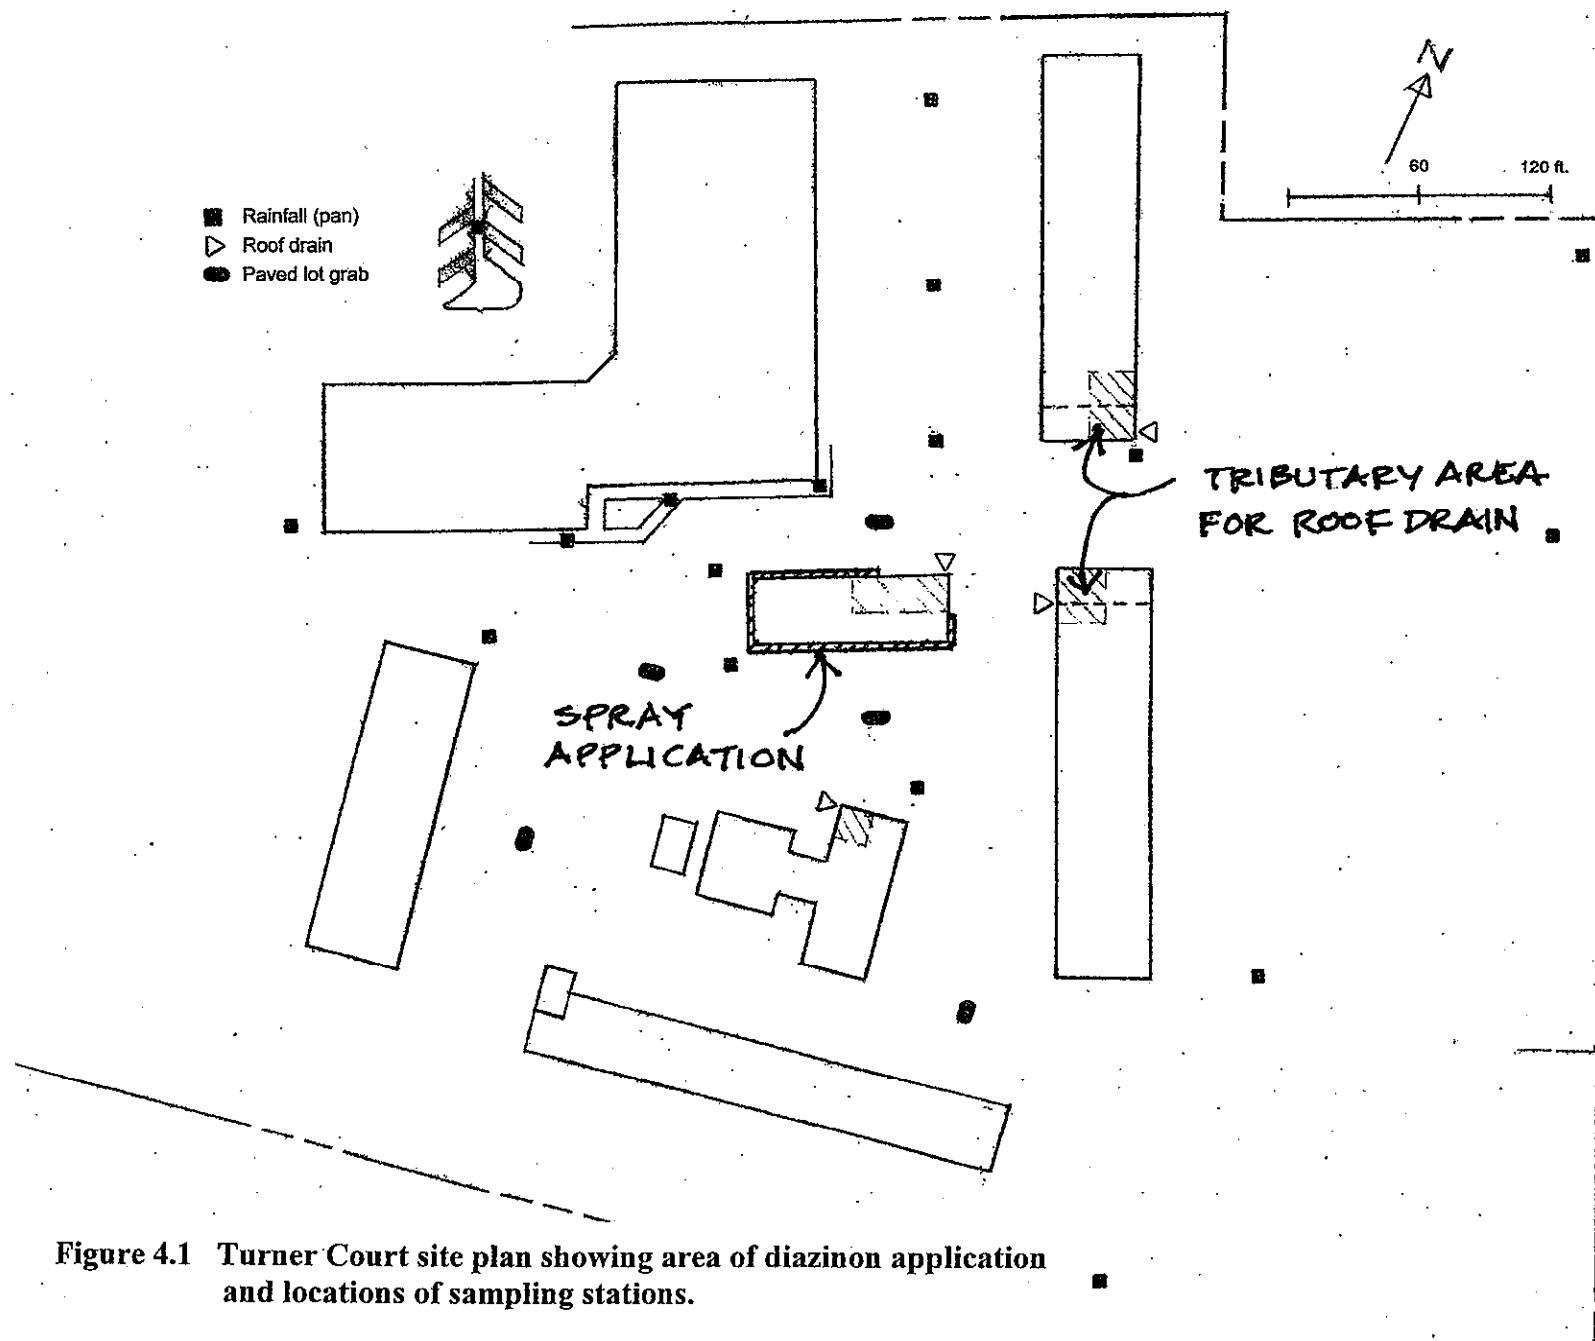 N
60
120 ft.
Rainfall (pan)
Roof drain
Paved lot grab
TRIBUTARY AREA
FOR ROOF DRAIN
SPRAY
APPLICATION
Figure 4.1 Turner Court site plan showing area of diazinon application
and locations of sampling stations.